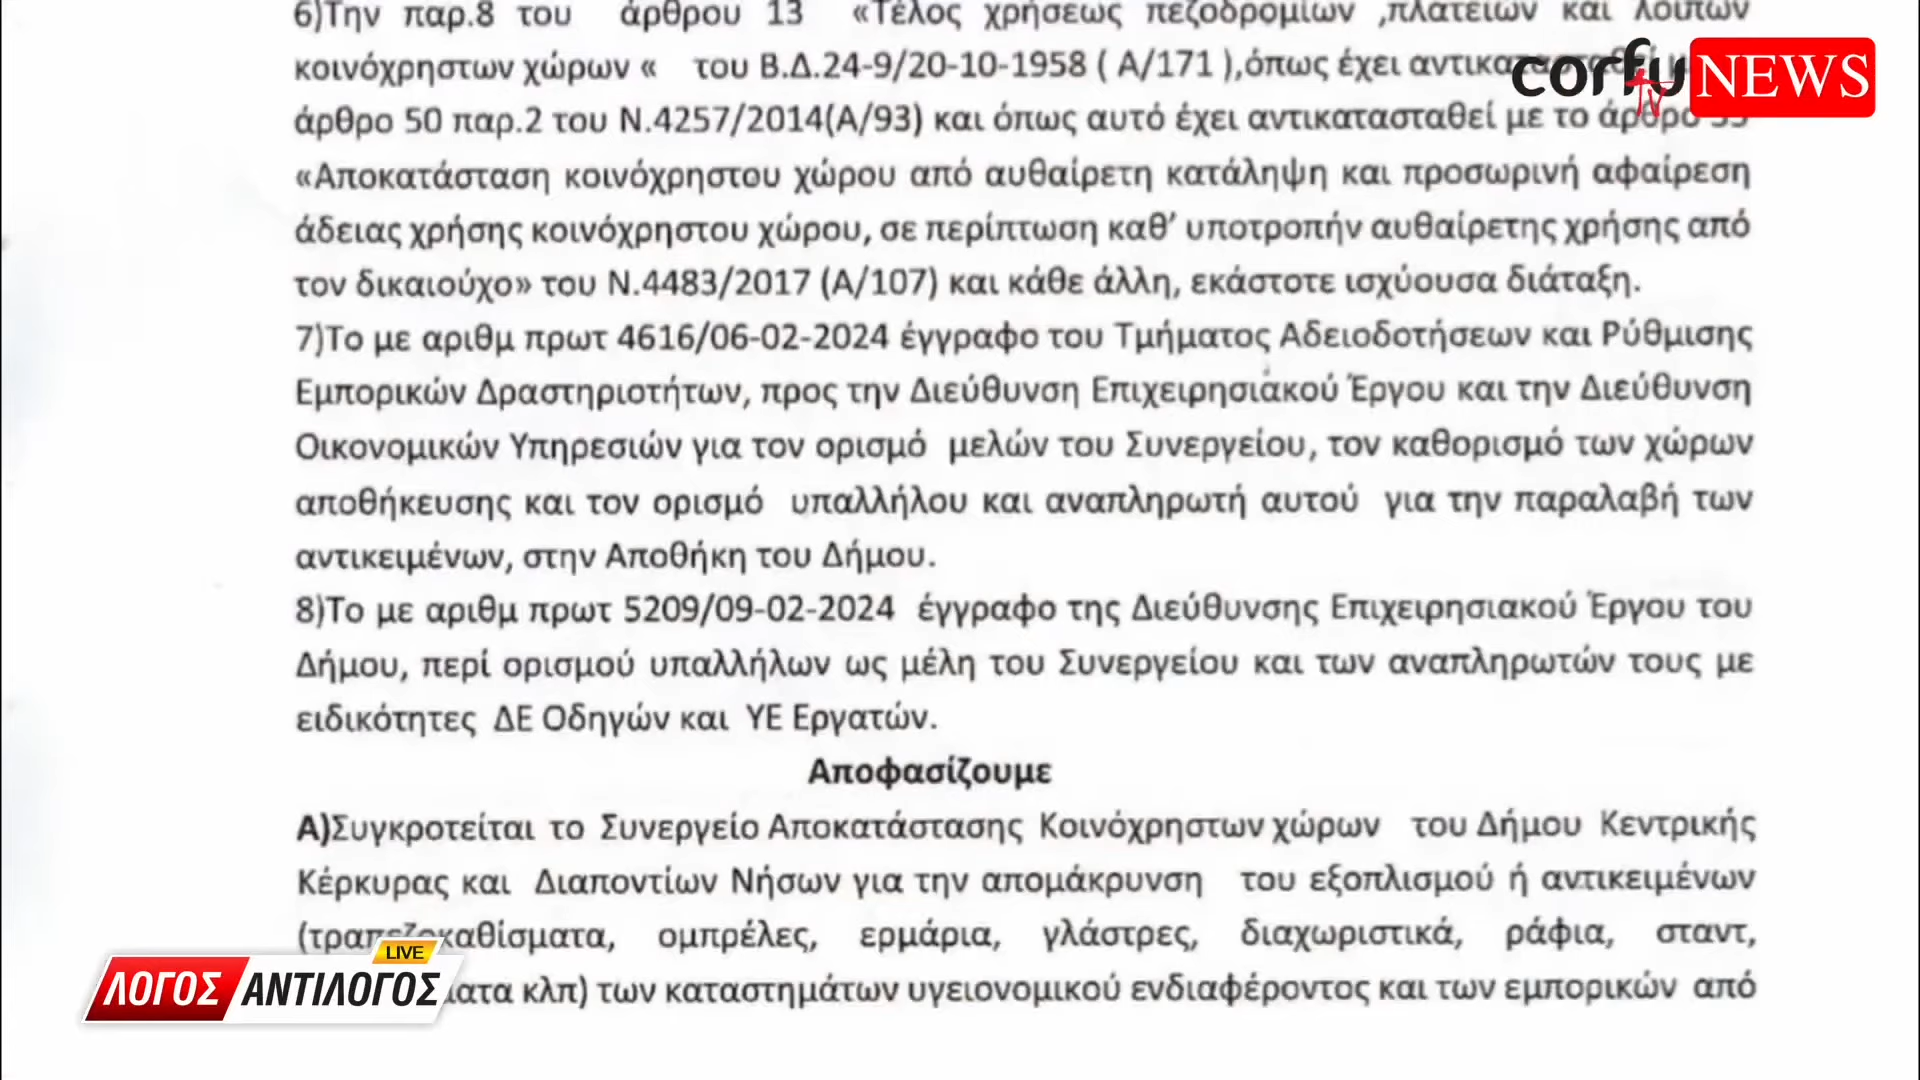 6)Την παρ.8 του άρθρου 13 «Τέλος χρήσεως πεζοδρομίων ,πλατειών και λοιπών
κοινόχρηστων χώρων « του Β.Δ.24-9/20-10-1958 ( Α/171 ),όπως έχει
άρθρο 50 παρ.2 του Ν.4257/2014(Α/93) και όπως αυτό έχει αντικατασταθεί με το άρθρο
«Αποκατάσταση κοινόχρηστου χώρου από αυθαίρετη κατάληψη και προσωρινή αφαίρεση
άδειας χρήσης κοινόχρηστου χώρου, σε περίπτωση καθ’ υποτροπήν αυθαίρετης χρήσης από
τον δικαιούχο» του Ν.4483/2017 (Α/107) και κάθε άλλη, εκάστοτε ισχύουσα διάταξη.
7)Το με αριθμ πρωτ 4616/06-02-2024 έγγραφο του Τμήματος Αδειοδοτήσεων και Ρύθμισης
Εμπορικών Δραστηριοτήτων, προς την Διεύθυνση Επιχειρησιακού Έργου και την Διεύθυνση
Οικονομικών Υπηρεσιών για τον ορισμό μελών του Συνεργείου, τον καθορισμό των χώρων
αποθήκευσης και τον ορισμό υπαλλήλου και αναπληρωτή αυτού για την παραλαβή των
αντικειμένων, στην Αποθήκη του Δήμου.
8)Το με αριθμ πρωτ 5209/09-02-2024 έγγραφο της Διεύθυνσης Επιχειρησιακού Έργου του
Δήμου, περί ορισμού υπαλλήλων ως μέλη του Συνεργείου και των αναπληρωτών τους με
ειδικότητες ΔΕ Οδηγών και ΥΕ Εργατών.
Αποφασίζουμε
Α)Συγκροτείται το Συνεργείο Αποκατάστασης Κοινόχρηστων χώρων του Δήμου Κεντρικής
Κέρκυρας και Διαποντίων Νήσων για την απομάκρυνση του εξοπλισμού ή αντικειμένων
(τραπεζοκαθίσματα, ομπρέλες, ερμάρια, γλάστρες, διαχωριστικά, ράφια, σταντ,
κλπ) των καταστημάτων υγειονομικού ενδιαφέροντος και των εμπορικών από
corfu TV NEWS
LIVE
ΛΟΓΟΣ ΑΝΤΙΛΟΓΟΣ